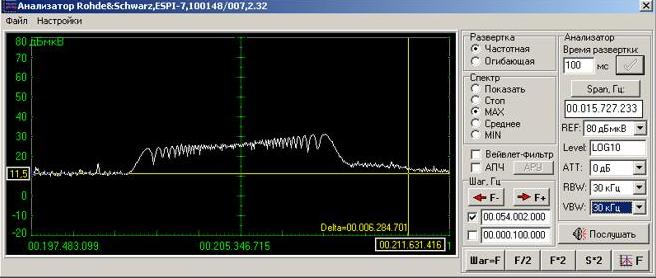 Анализатор Rohde&Schwarz,ESPI-7,100148/007,2.32
Файл Настройки
80 дБмкВ
70
60
50
40
30
20
11,5
0
-10
-20
Delta=00.006.284.701
00.197.483.099 00.205.346.715 00.211.631.416 1
Развертка
Частотная
Огибающая
Спектр
Показать
Стоп
MAX
Среднее
MIN
Вейвлет-Фильтр
АПЧ АРУ
Шаг, Гц
F- F+
00.054.002.000
00.000.100.000
Анализатор
Время развертки:
100 мс
Span, Гц:
00.015.727.233
REF: 80 дБмкВ
Level: LOG10
ATT: 0 дБ
RBW: 30 кГц
VBW: 30 кГц
Послушать
Шаг=F F/2 F*2 S*2 F